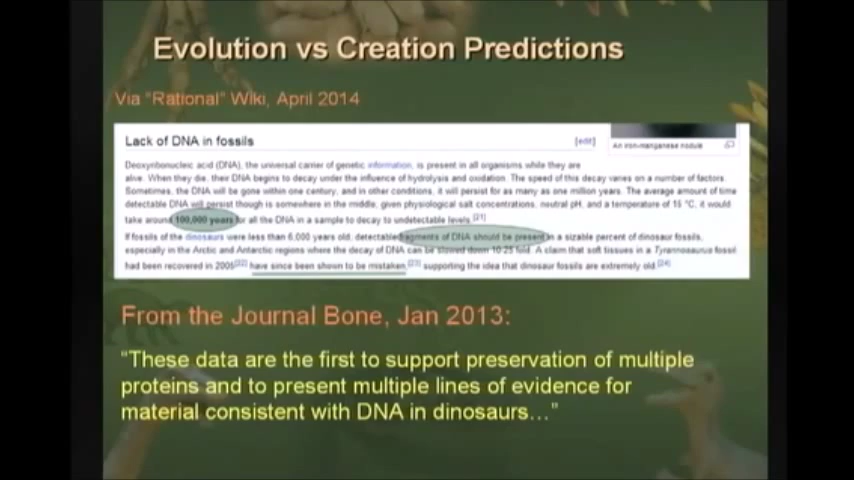 Evolution vs Creation Predictions
Via "Rational" Wiki, April 2014
Lack of DNA in fossils
[edit]
An iron-manganese nodule
Deoxyribonucleic acid (DNA), the universal carrier of genetic information, is present in all organisms while they are
alive. When they die, their DNA begins to decay under the influence of hydrolysis and oxidation. The speed of this decay varies on a number of factors.
Sometimes, the DNA will be gone within one century, and in other conditions, it will persist for as many as one million years. The average amount of time
detectable DNA will persist though is somewhere in the middle, given physiological salt concentrations, neutral pH, and a temperature of 15 °C, it would
take around 100,000 years for all the DNA in a sample to decay to undetectable levels.[21]
If fossils of the dinosaurs were less than 6,000 years old, detectable fragments of DNA should be present in a sizable percent of dinosaur fossils,
especially in the Arctic and Antarctic regions where the decay of DNA can be slowed down 10-25 fold. A claim that soft tissues in a Tyrannosaurus fossil
had been recovered in 2005[22] have since been shown to be mistaken,[23] supporting the idea that dinosaur fossils are extremely old.[24]
From the Journal Bone, Jan 2013:
"These data are the first to support preservation of multiple
proteins and to present multiple lines of evidence for
material consistent with DNA in dinosaurs…"